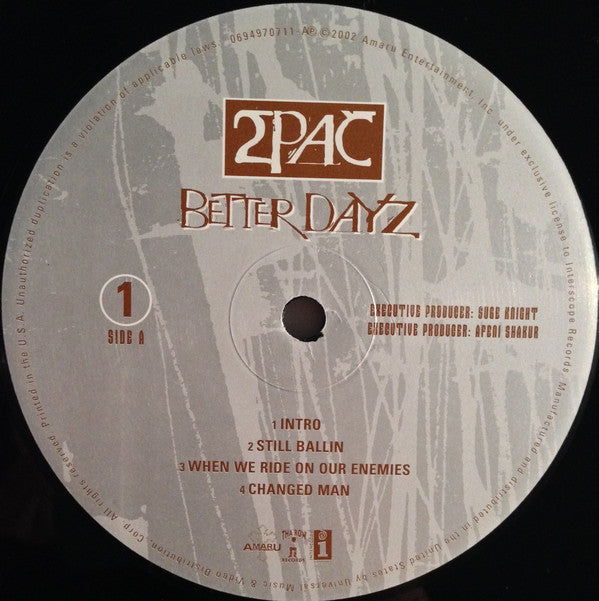 2PAC
BETTER DAYZ
1
SIDE A
EXECUTIVE PRODUCER: SUGE KNIGHT
EXECUTIVE PRODUCER: AFENI SHAKUR
1 INTRO
2 STILL BALLIN
3 WHEN WE RIDE ON OUR ENEMIES
4 CHANGED MAN
AMARU
THA ROW
RECORDS
i
0694970711-A ℗ © 2002 Amaru Entertainment, Inc. under exclusive license to Interscope Records. Manufactured and distributed in the United States by Universal Music & Video Distribution, Corp. All rights reserved. Printed in the U.S.A. Unauthorized duplication is a violation of applicable laws.